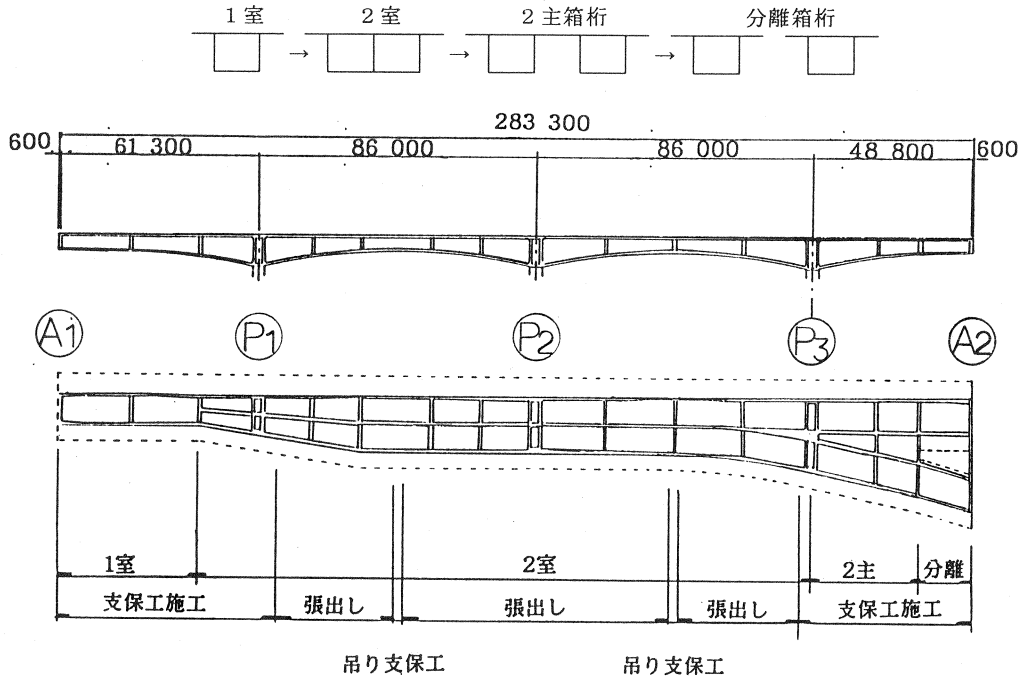 1室 2室 2主箱桁 分離箱桁
→ → →
283 300
600 61 300 86 000 86 000 48 800 600
A1 P1 P2 P3 A2
1室 2室 2主 分離
支保工施工 張出し 張出し 張出し 支保工施工
吊り支保工 吊り支保工